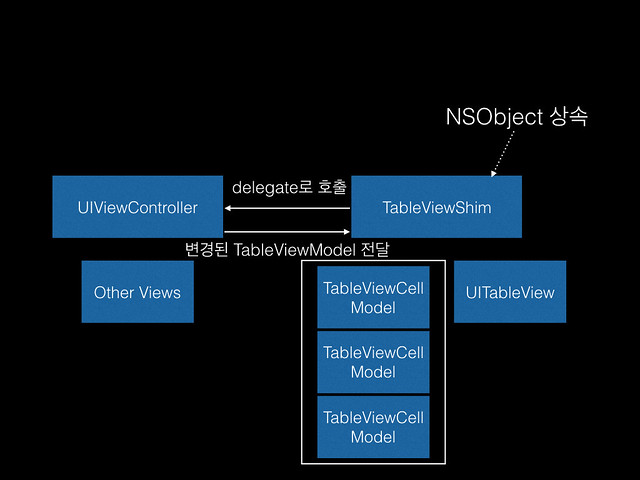 NSObject 상속
delegate로 호출
UIViewController
TableViewShim
변경된 TableViewModel 전달
Other Views
TableViewCell
Model
UITableView
TableViewCell
Model
TableViewCell
Model